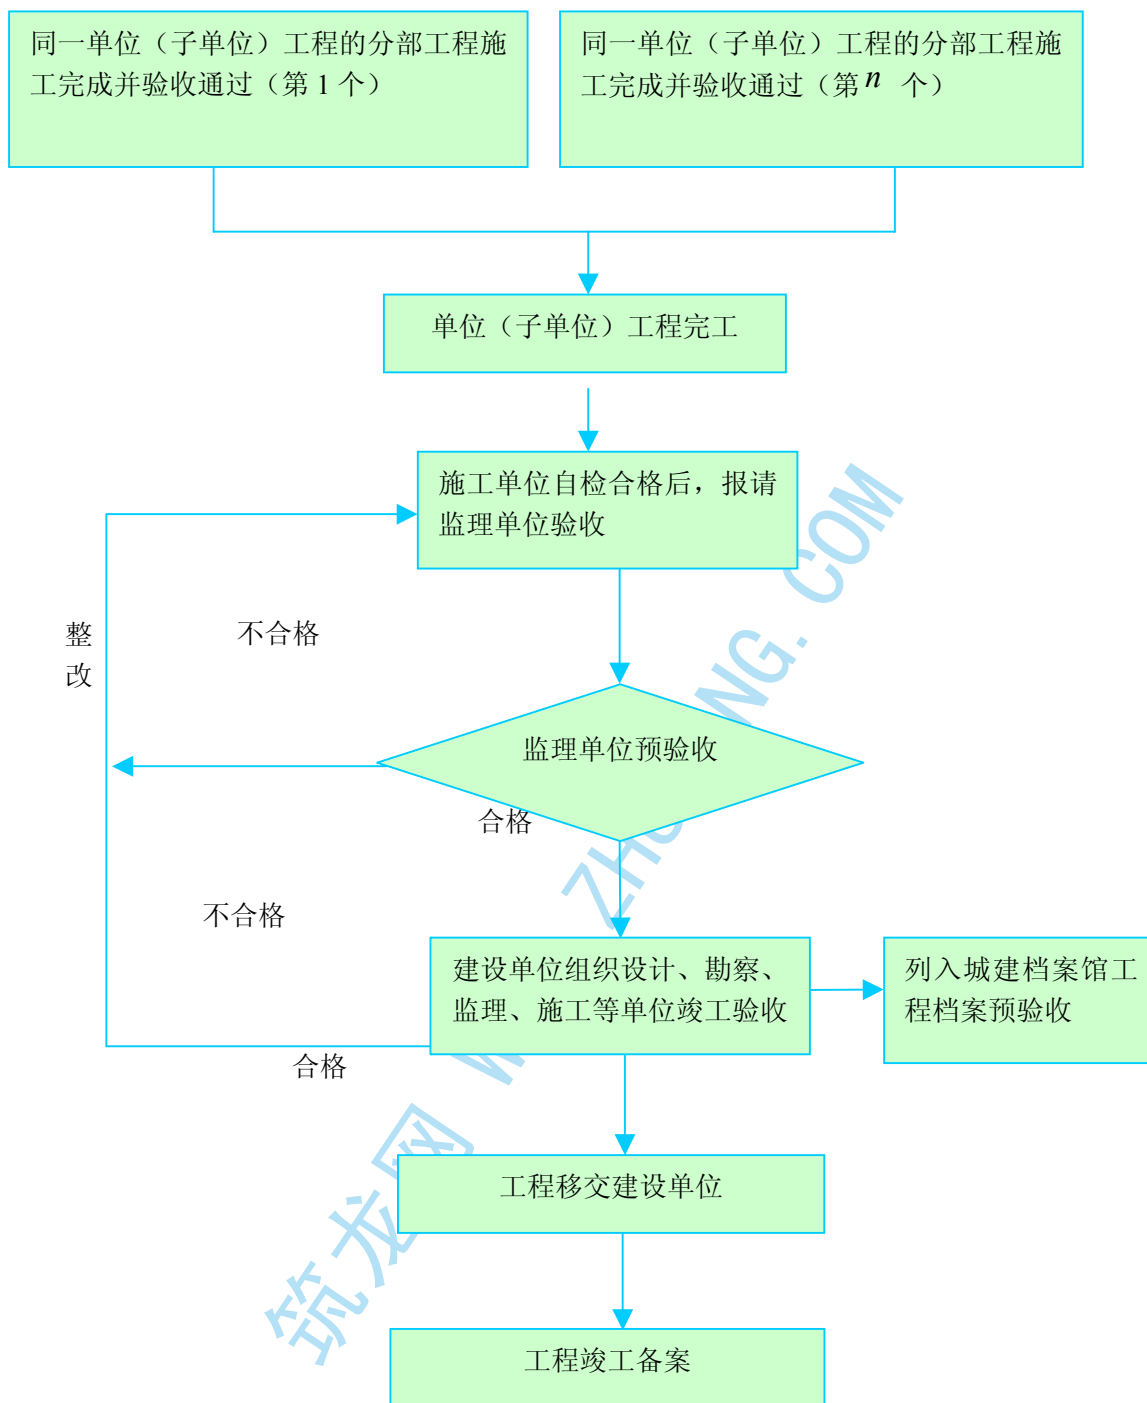 同一单位（子单位）工程的分部工程施
工完成并验收通过（第 1 个）
同一单位（子单位）工程的分部工程施
工完成并验收通过（第 n 个）
单位（子单位）工程完工
施工单位自检合格后，报请
监理单位验收
整
改
不合格
监理单位预验收
合格
不合格
建设单位组织设计、勘察、
监理、施工等单位竣工验收
列入城建档案馆工
程档案预验收
合格
工程移交建设单位
工程竣工备案